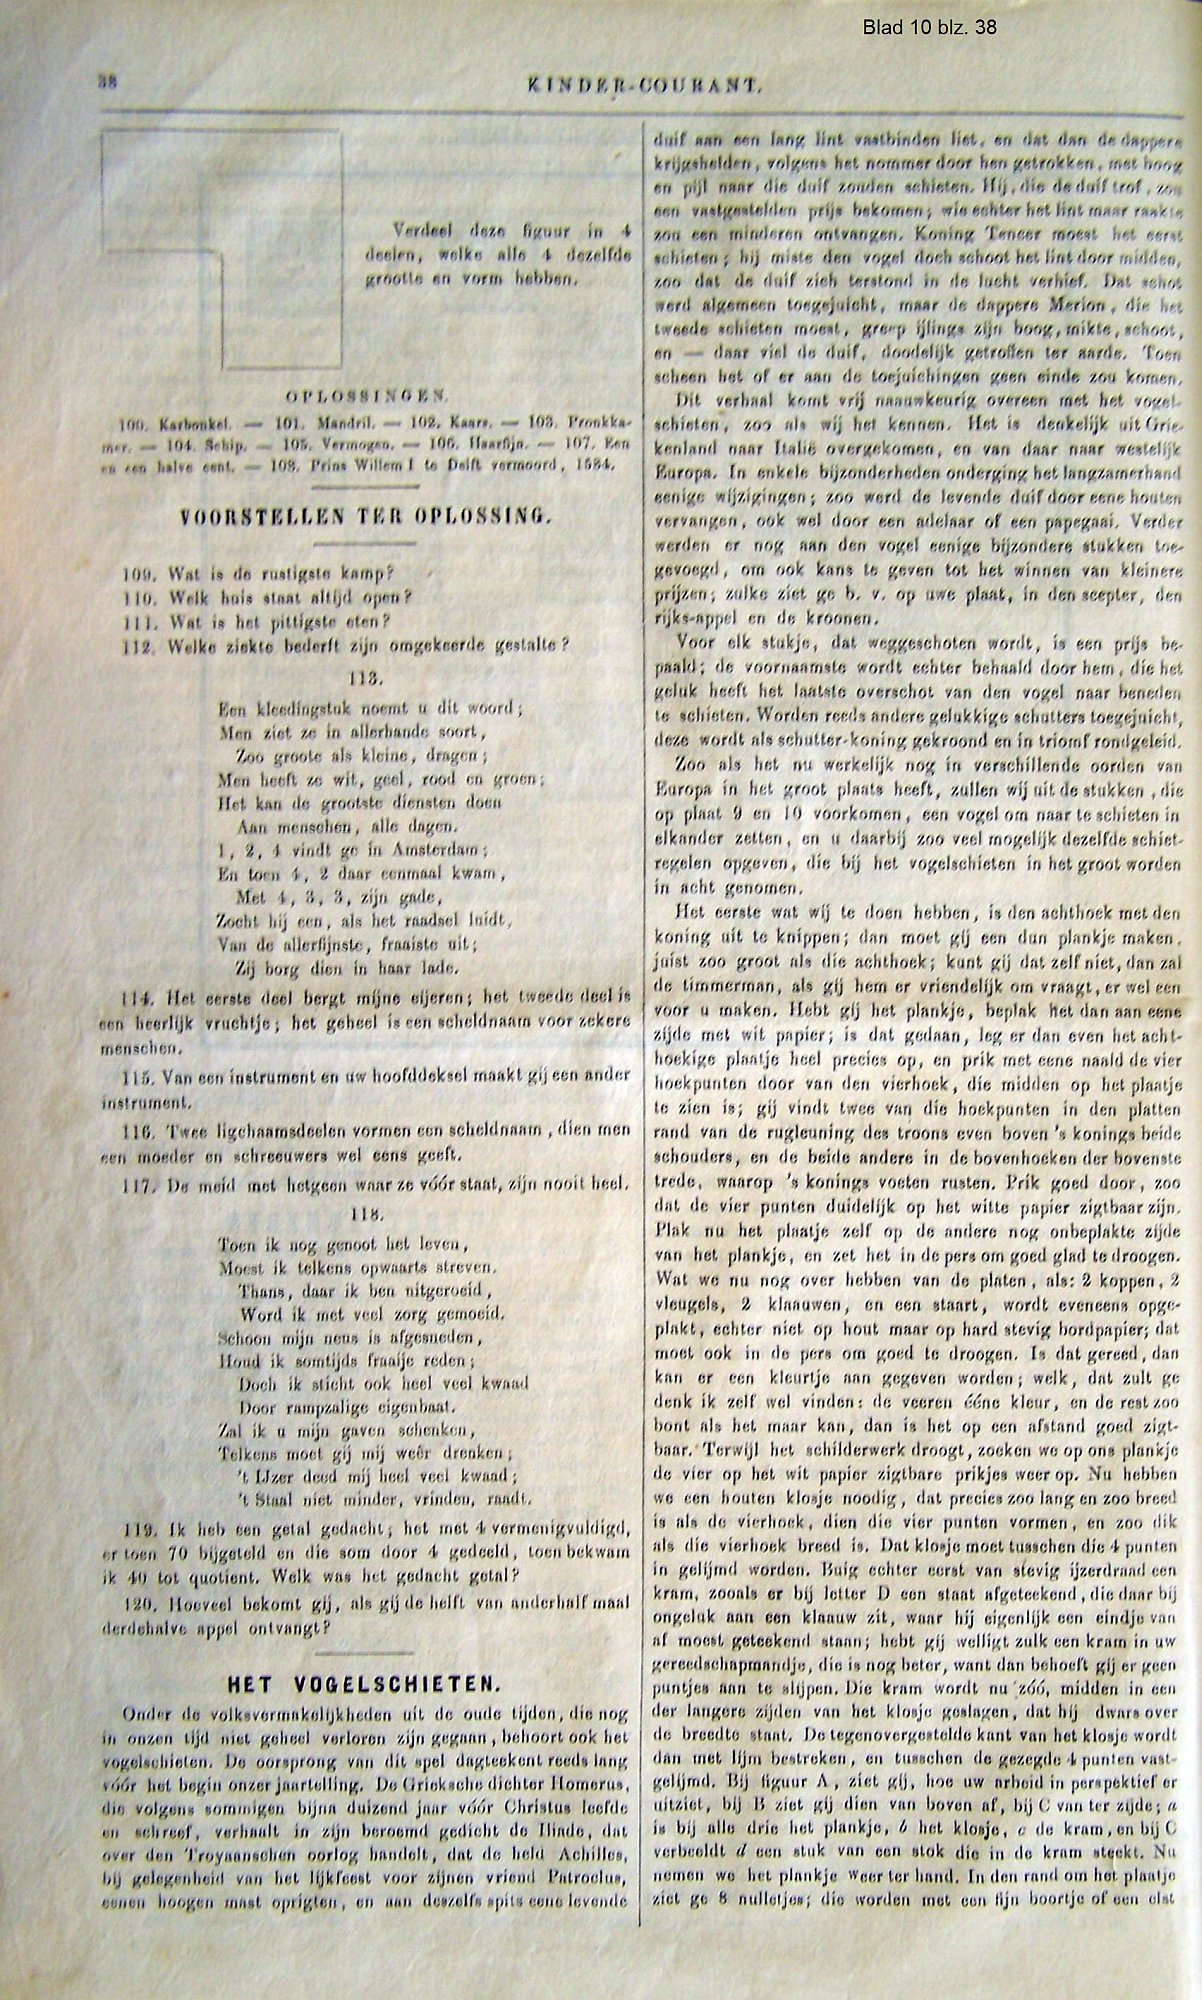 Blad 10 blz. 38
38
KINDER-COURANT.
Verdeel deze figuur in 4
deelen, welke alle 4 dezelfde
grootte en vorm hebben.
OPLOSSINGEN.
100. Karbonkel. — 101. Mandril. — 102. Kaars. — 103. Pronkka-
mer. — 104. Schip. — 105. Vermogen. — 106. Haarfijn. — 107. Een
en een halve cent. — 108. Prins Willem I te Delft vermoord, 1584.
VOORSTELLEN TER OPLOSSING.
109. Wat is de rustigste kamp?
110. Welk huis staat altijd open?
111. Wat is het pittigste eten?
112. Welke ziekte bederft zijn omgekeerde gestalte?
113.
Een kleedingstuk noemt u dit woord;
Men ziet ze in allerhande soort,
Zoo groote als kleine, dragen;
Men heeft ze wit, geel, rood en groen;
Het kan de grootste diensten doen
Aan menschen, alle dagen.
1, 2, 4 vindt ge in Amsterdam;
En toen 4, 2 daar eenmaal kwam,
Met 4, 3, 3, zijn gade,
Zocht hij een, als het raadsel luidt,
Van de allerfijnste, fraaiste uit;
Zij borg dien in haar lade.
114. Het eerste deel bergt mijne eijeren; het tweede deel is
een heerlijk vruchtje; het geheel is een scheldnaam voor zekere
menschen.
115. Van een instrument en uw hoofddeksel maakt gij een ander
instrument.
116. Twee ligchaamsdeelen vormen een scheldnaam, dien men
een moeder en schreeuwers wel eens geeft.
117. De meid met hetgeen waar ze vóór staat, zijn nooit heel.
118.
Toen ik nog genoot het leven,
Moest ik telkens opwaarts streven.
Thans, daar ik ben uitgeroeid,
Word ik met veel zorg gemoeid.
Schoon mijn neus is afgesneden,
Houd ik somtijds fraaije reden;
Doch ik sticht ook heel veel kwaad
Door rampzalige eigenbaat.
Zal ik u mijn gaven schenken,
Telkens moet gij mij weêr drenken;
't IJzer deed mij heel veel kwaad;
't Staal niet minder, vrinden, raadt.
119. Ik heb een getal gedacht; het met 4 vermenigvuldigd,
er toen 70 bijgeteld en die som door 4 gedeeld, toen bekwam
ik 40 tot quotient. Welk was het gedacht getal?
120. Hoeveel bekomt gij, als gij de helft van anderhalf maal
derdehalve appel ontvangt?
HET VOGELSCHIETEN.
Onder de volksvermakelijkheden uit de oude tijden, die nog
in onzen tijd niet geheel verloren zijn gegaan, behoort ook het
vogelschieten. De oorsprong van dit spel dagteekent reeds lang
vóór het begin onzer jaartelling. De Grieksche dichter Homerus,
die volgens sommigen bijna duizend jaar vóór Christus leefde
en schreef, verhaalt in zijn beroemd gedicht de Iliade, dat
over den Troyaanschen oorlog handelt, dat de held Achilles,
bij gelegenheid van het lijkfeest voor zijnen vriend Patroclus,
eenen hoogen mast oprigten, en aan deszelfs spits eene levende
duif aan een lang lint vastbinden liet, en dat dan de dappere
krijgshelden, volgens het nommer door hen getrokken, met boog
en pijl naar die duif zouden schieten. Hij, die de duif trof, zou
een vastgestelden prijs bekomen; wie echter het lint maar raakte
zou een minderen ontvangen. Koning Teucer moest het eerst
schieten; hij miste den vogel doch schoot het lint door midden,
zoo dat de duif zich terstond in de lucht verhief. Dat schot
werd algemeen toegejuicht, maar de dappere Merion, die het
tweede schieten moest, greep ijlings zijn boog, mikte, schoot,
en — daar viel de duif, doodelijk getroffen ter aarde. Toen
scheen het of er aan de toejuichingen geen einde zou komen.
Dit verhaal komt vrij naauwkeurig overeen met het vogel-
schieten, zoo als wij het kennen. Het is denkelijk uit Grie-
kenland naar Italië overgekomen, en van daar naar westelijk
Europa. In enkele bijzonderheden onderging het langzamerhand
eenige wijzigingen; zoo werd de levende duif door eene houten
vervangen, ook wel door een adelaar of een papegaai. Verder
werden er nog aan den vogel eenige bijzondere stukken toe-
gevoegd, om ook kans te geven tot het winnen van kleinere
prijzen; zulke ziet ge b. v. op uwe plaat, in den scepter, den
rijks-appel en de kroonen.
Voor elk stukje, dat weggeschoten wordt, is een prijs be-
paald; de voornaamste wordt echter behaald door hem, die het
geluk heeft het laatste overschot van den vogel naar beneden
te schieten. Worden reeds andere gelukkige schutters toegejuicht,
deze wordt als schutter-koning gekroond en in triomf rondgeleid.
Zoo als het nu werkelijk nog in verschillende oorden van
Europa in het groot plaats heeft, zullen wij uit de stukken, die
op plaat 9 en 10 voorkomen, een vogel om naar te schieten in
elkander zetten, en u daarbij zoo veel mogelijk dezelfde schiet-
regelen opgeven, die bij het vogelschieten in het groot worden
in acht genomen.
Het eerste wat wij te doen hebben, is den achthoek met den
koning uit te knippen; dan moet gij een dun plankje maken,
juist zoo groot als die achthoek; kunt gij dat zelf niet, dan zal
de timmerman, als gij hem er vriendelijk om vraagt, er wel een
voor u maken. Hebt gij het plankje, beplak het dan aan eene
zijde met wit papier; is dat gedaan, leg er dan even het acht-
hoekige plaatje heel precies op, en prik met eene naald de vier
hoekpunten door van den vierhoek, die midden op het plaatje
te zien is; gij vindt twee van die hoekpunten in den platten
rand van de rugleuning des troons even boven 's konings beide
schouders, en de beide andere in de bovenhoeken der bovenste
trede, waarop 's konings voeten rusten. Prik goed door, zoo
dat de vier punten duidelijk op het witte papier zigtbaar zijn.
Plak nu het plaatje zelf op de andere nog onbeplakte zijde
van het plankje, en zet het in de pers om goed glad te droogen.
Wat we nu nog over hebben van de platen, als: 2 koppen, 2
vleugels, 2 klaauwen, en een staart, wordt eveneens opge-
plakt, echter niet op hout maar op hard stevig bordpapier; dat
moet ook in de pers om goed te droogen. Is dat gereed, dan
kan er een kleurtje aan gegeven worden; welk, dat zult ge
denk ik zelf wel vinden: de veeren ééne kleur, en de rest zoo
bont als het maar kan, dan is het op een afstand goed zigt-
baar. Terwijl het schilderwerk droogt, zoeken we op ons plankje
de vier op het wit papier zigtbare prikjes weer op. Nu hebben
we een houten klosje noodig, dat precies zoo lang en zoo breed
is als de vierhoek, dien die vier punten vormen, en zoo dik
als die vierhoek breed is. Dat klosje moet tusschen die 4 punten
in gelijmd worden. Buig echter eerst van stevig ijzerdraad een
kram, zooals er bij letter D een staat afgeteekend, die daar bij
ongeluk aan een klaauw zit, waar hij eigenlijk een eindje van
af moest geteekend staan; hebt gij welligt zulk een kram in uw
gereedschapmandje, die is nog beter, want dan behoeft gij er geen
puntjes aan te slijpen. Die kram wordt nu zóó, midden in een
der langere zijden van het klosje geslagen, dat hij dwars over
de breedte staat. De tegenovergestelde kant van het klosje wordt
dan met lijm bestreken, en tusschen de gezegde 4 punten vast-
gelijmd. Bij figuur A, ziet gij, hoe uw arbeid in perspektief er
uitziet, bij B ziet gij dien van boven af, bij C van ter zijde; a
is bij alle drie het plankje, b het klosje, c de kram, en bij C
verbeeldt d een stuk van een stok die in de kram steekt. Nu
nemen we het plankje weer ter hand. In den rand om het plaatje
ziet ge 8 nulletjes; die worden met een fijn boortje of een elst